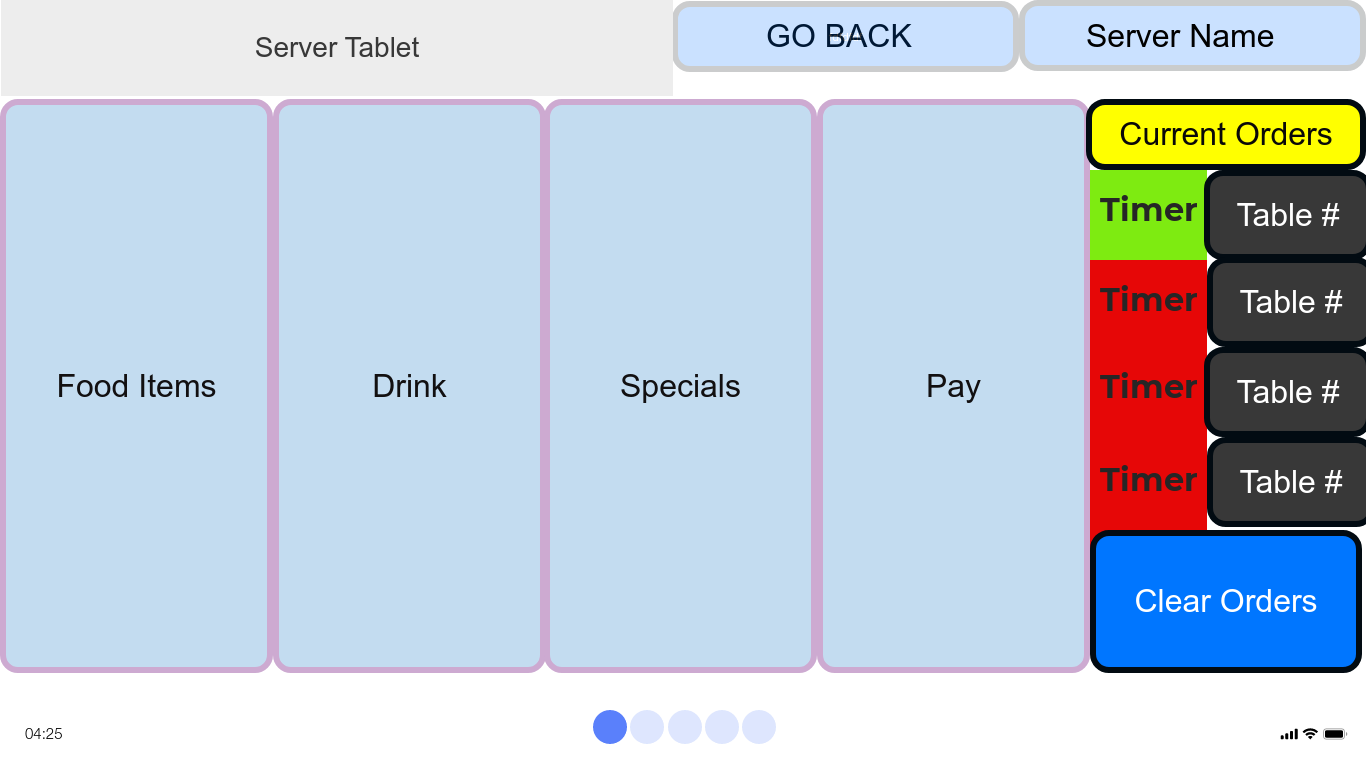 Server Tablet
GO BACK
Server Name
Current Orders
Timer
Table #
Timer
Table #
Timer
Table #
Timer
Table #
Food Items
Drink
Specials
Pay
Clear Orders
04:25